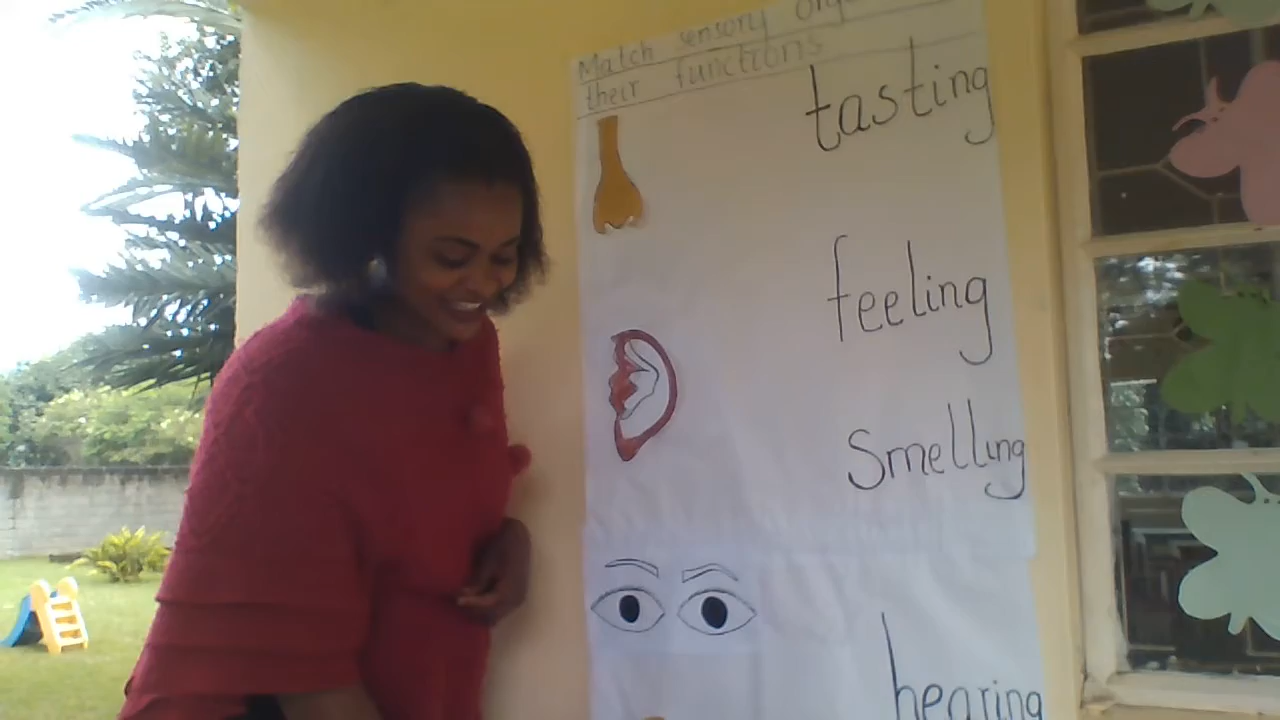 Match sensory
their functions
tasting
feeling
Smelling
hearing